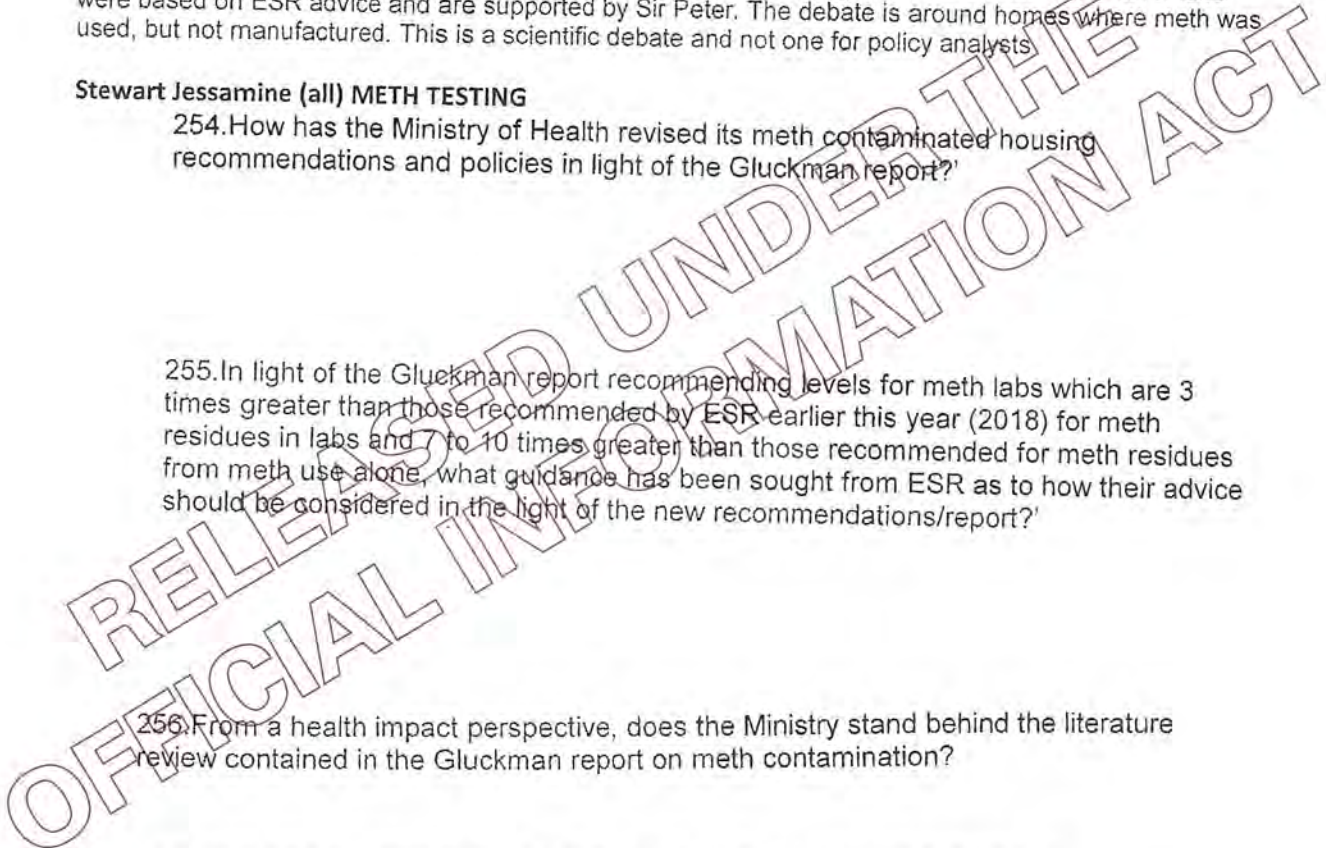 were based on ESR advice and are supported by Sir Peter. The debate is around homes where meth was
used, but not manufactured. This is a scientific debate and not one for policy analysts
Stewart Jessamine (all) METH TESTING
254.How has the Ministry of Health revised its meth contaminated housing
recommendations and policies in light of the Gluckman report?'
255.In light of the Gluckman report recommending levels for meth labs which are 3
times greater than those recommended by ESR earlier this year (2018) for meth
residues in labs and 7 to 10 times greater than those recommended for meth residues
from meth use alone, what guidance has been sought from ESR as to how their advice
should be considered in the light of the new recommendations/report?'
256.From a health impact perspective, does the Ministry stand behind the literature
review contained in the Gluckman report on meth contamination?
RELEASED UNDER THE
OFFICIAL INFORMATION ACT